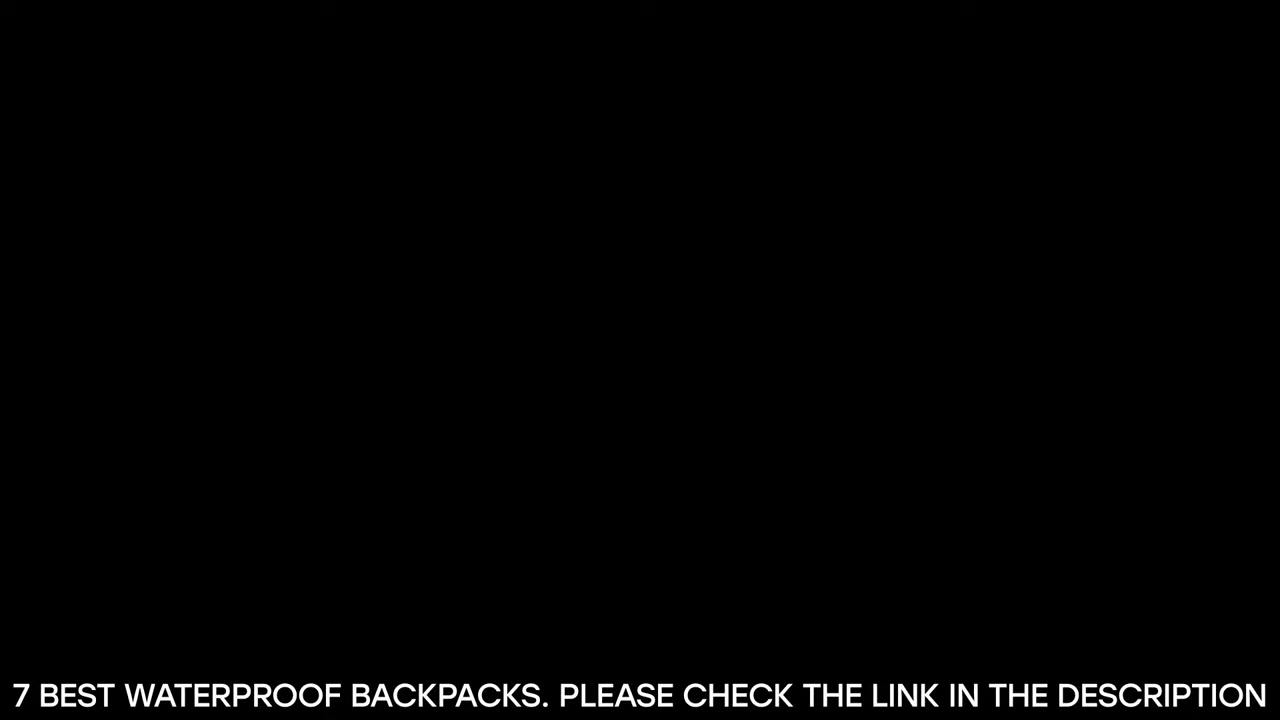 7 BEST WATERPROOF BACKPACKS. PLEASE CHECK THE LINK IN THE DESCRIPTION